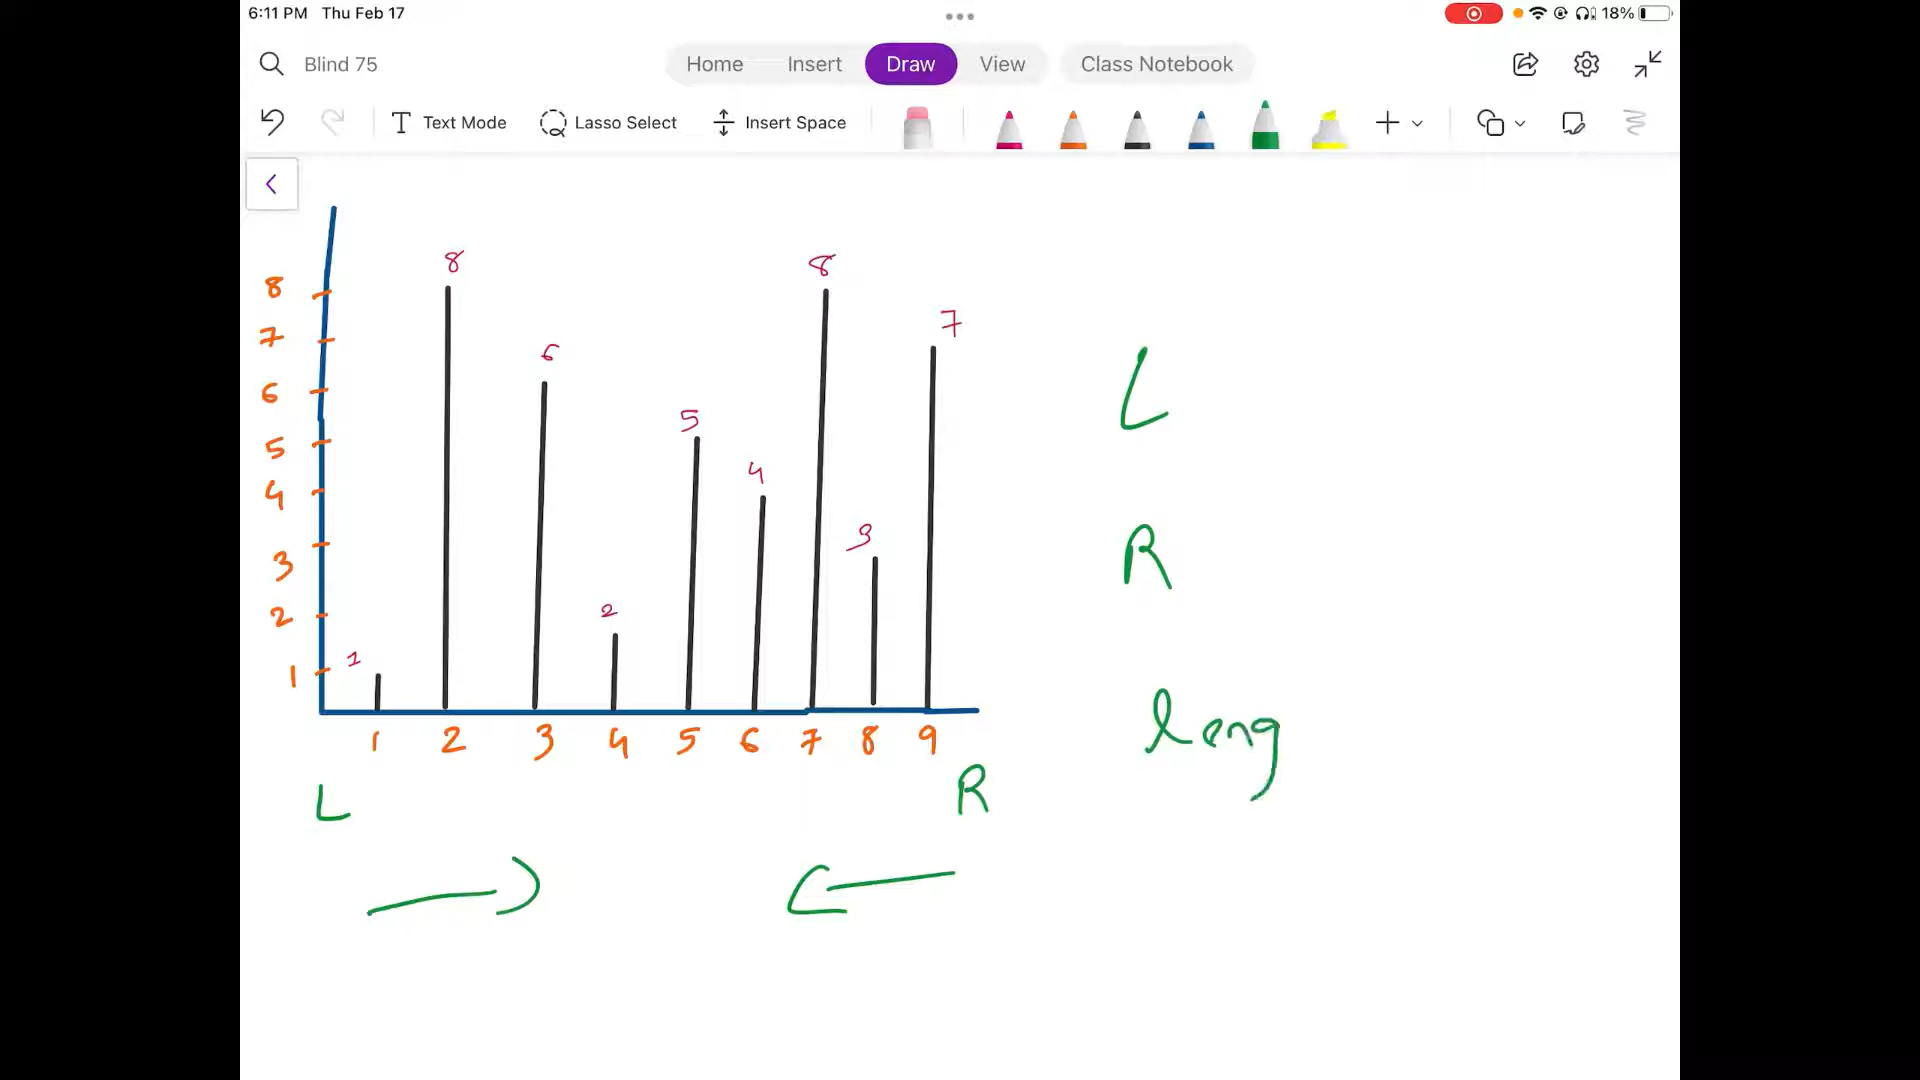 6:11 PM Thu Feb 17
18%
Blind 75
Home Insert Draw View Class Notebook
Text Mode Lasso Select Insert Space
8 8
8
7 7
6
6
5 5
4
4
3
3
2
2
1
1
1 2 3 4 5 6 7 8 9
L R
L
R
leng